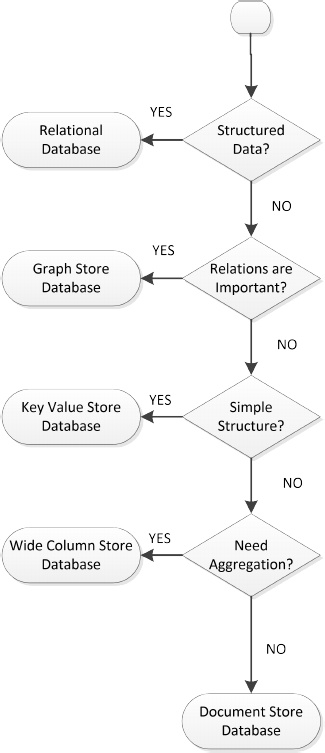 YES
Relational
Database
Structured
Data?
NO
YES
Graph Store
Database
Relations are
Important?
NO
YES
Key Value Store
Database
Simple
Structure?
NO
YES
Wide Column Store
Database
Need
Aggregation?
NO
Document Store
Database